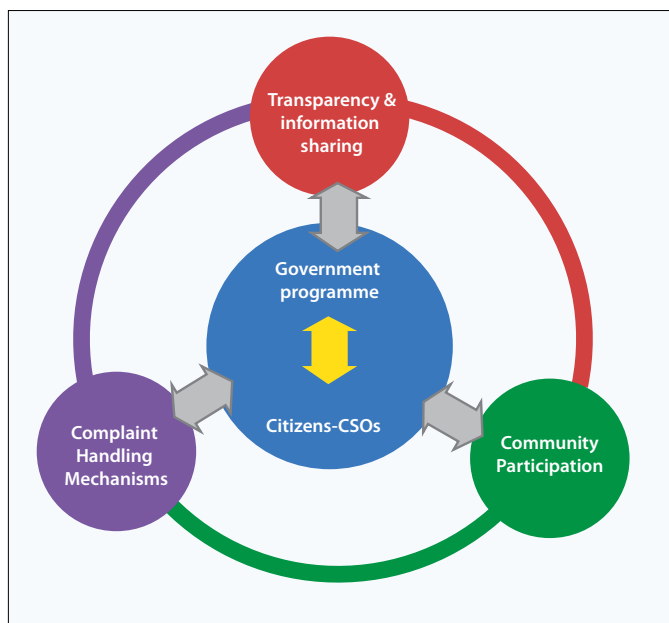 Transparency &
information
sharing
Government
programme
Citizens-CSOs
Complaint
Handling
Mechanisms
Community
Participation